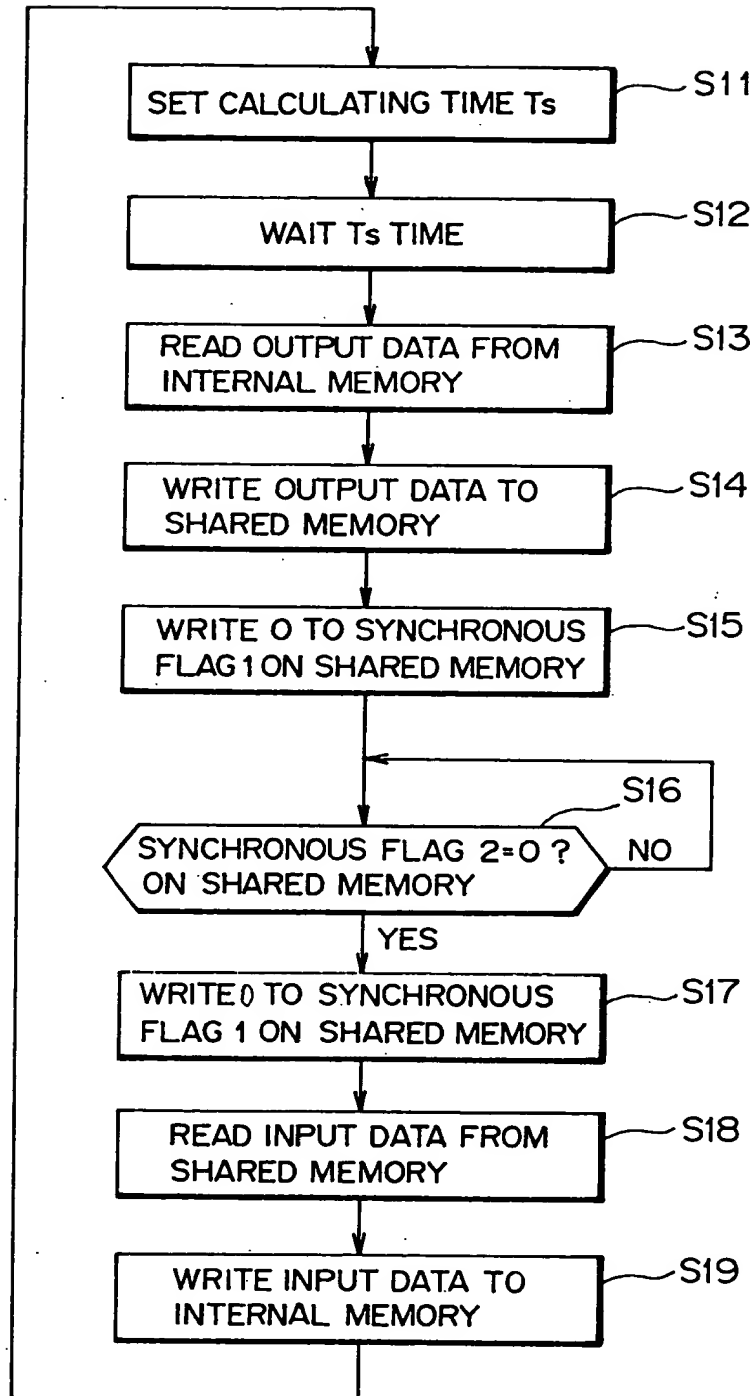 SET CALCULATING TIME Ts
S11
WAIT Ts TIME
S12
READ OUTPUT DATA FROM
INTERNAL MEMORY
S13
WRITE OUTPUT DATA TO
SHARED MEMORY
S14
WRITE 0 TO SYNCHRONOUS
FLAG 1 ON SHARED MEMORY
S15
S16
SYNCHRONOUS FLAG 2=0 ?
ON SHARED MEMORY
NO
YES
WRITE 0 TO SYNCHRONOUS
FLAG 1 ON SHARED MEMORY
S17
READ INPUT DATA FROM
SHARED MEMORY
S18
WRITE INPUT DATA TO
INTERNAL MEMORY
S19